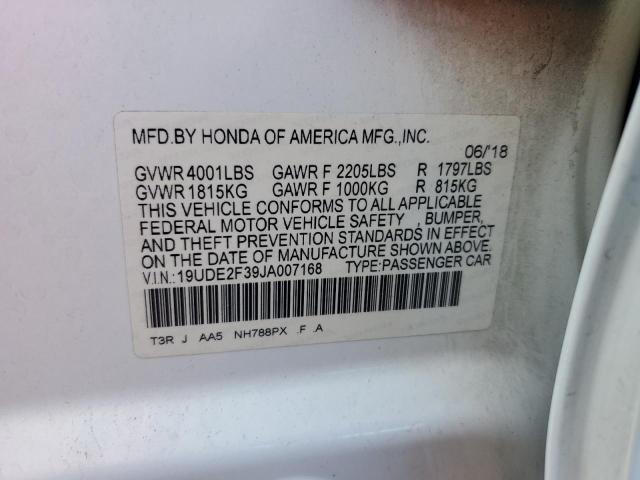 MFD.BY HONDA OF AMERICA MFG.,INC.
06/'18
GVWR 4001LBS GAWR F 2205LBS R 1797LBS
GVWR 1815KG GAWR F 1000KG R 815KG
THIS VEHICLE CONFORMS TO ALL APPLICABLE
FEDERAL MOTOR VEHICLE SAFETY , BUMPER,
AND THEFT PREVENTION STANDARDS IN EFFECT
ON THE DATE OF MANUFACTURE SHOWN ABOVE.
V.I.N.:19UDE2F39JA007168 TYPE:PASSENGER CAR
T3R J AA5 NH788PX .F .A